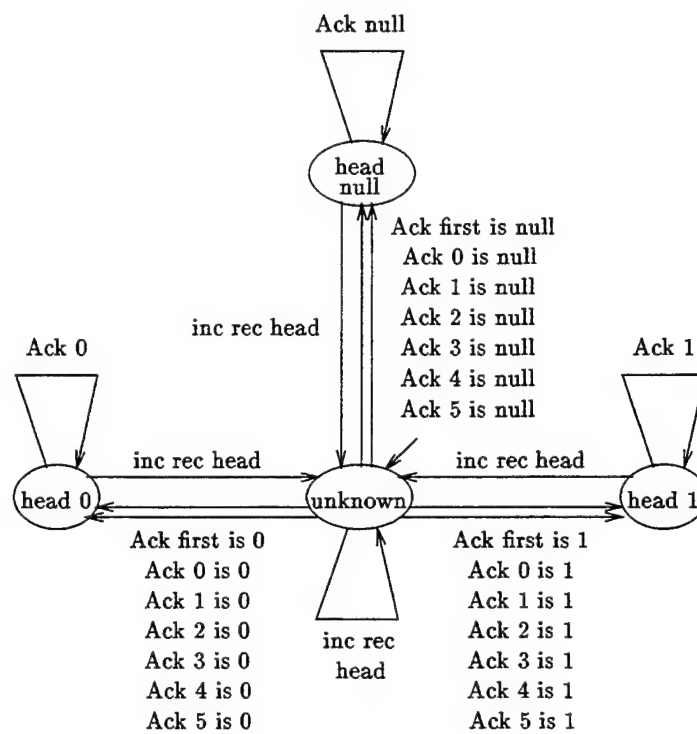 Ack null
head
null
Ack first is null
Ack 0 is null
Ack 1 is null
Ack 2 is null
Ack 3 is null
Ack 4 is null
Ack 5 is null
inc rec head
Ack 0
Ack 1
inc rec head
inc rec head
head 0
unknown
head 1
Ack first is 0
Ack 0 is 0
Ack 1 is 0
Ack 2 is 0
Ack 3 is 0
Ack 4 is 0
Ack 5 is 0
inc rec
head
Ack first is 1
Ack 0 is 1
Ack 1 is 1
Ack 2 is 1
Ack 3 is 1
Ack 4 is 1
Ack 5 is 1